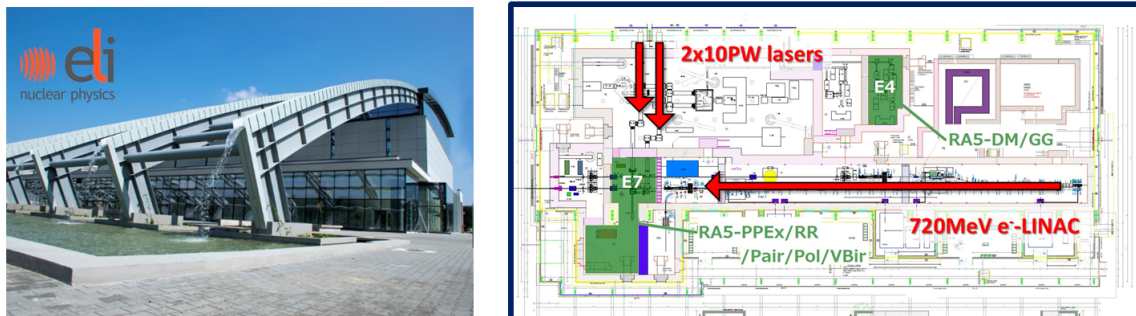 eli
nuclear physics
2x10PW lasers
E4
RA5-DM/GG
E7
RA5-PPEx/RR
/Pair/Pol/VBir
720MeV e⁻-LINAC